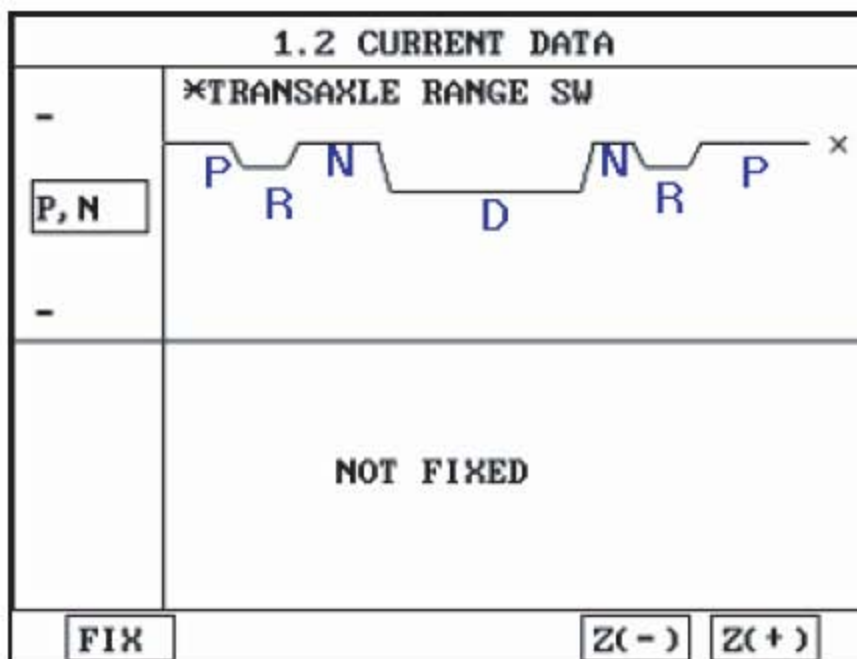 1.2 CURRENT DATA
-
*TRANSAXLE RANGE SW
P R N D N R P ×
P,N
-
NOT FIXED
FIX Z(-) Z(+)